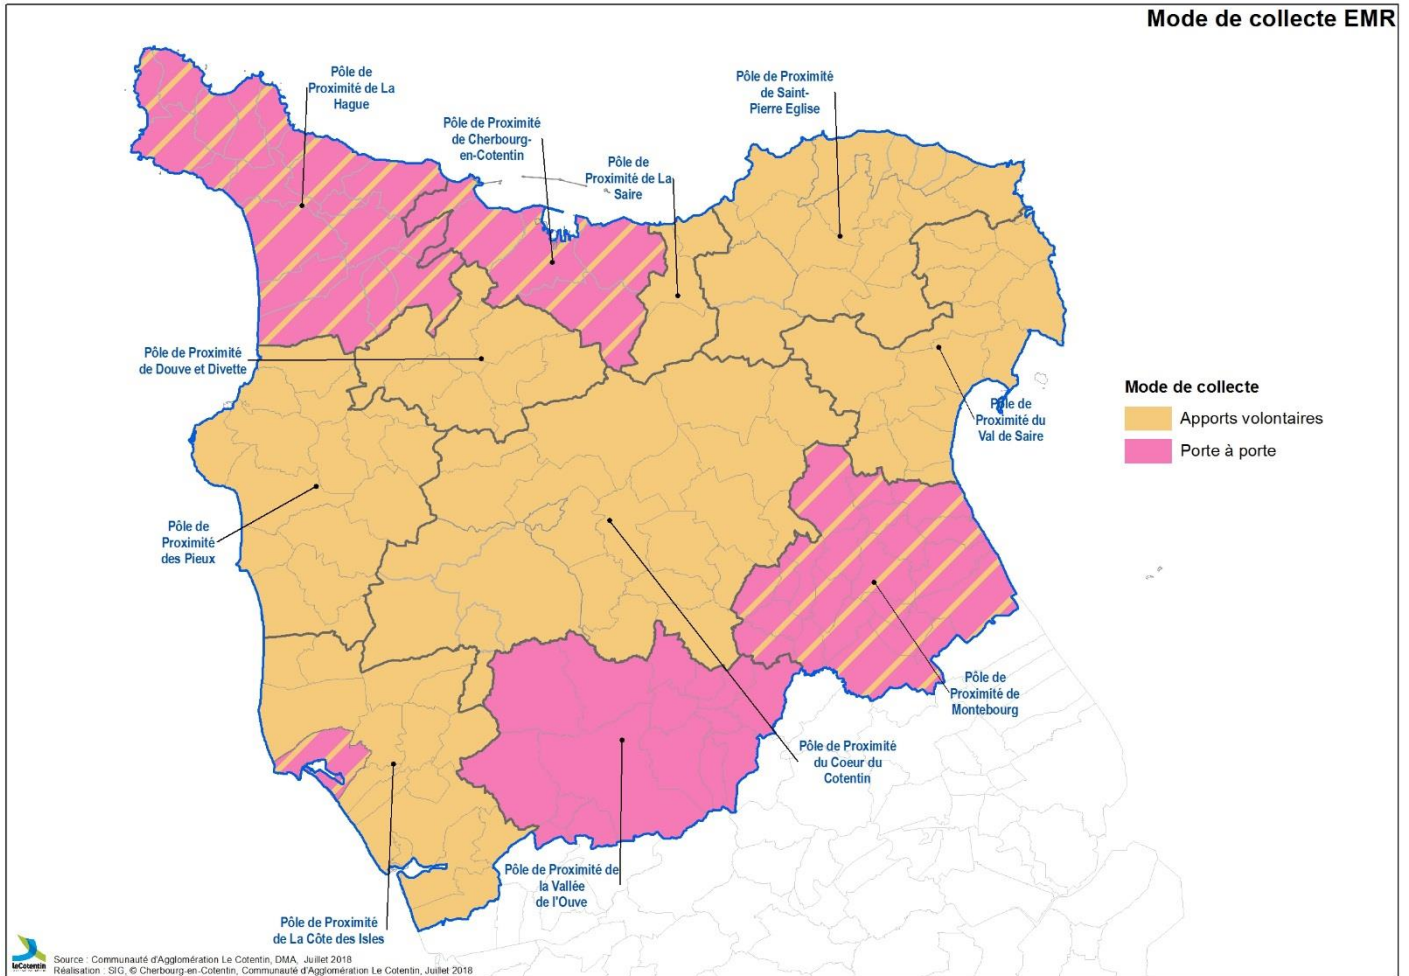 Mode de collecte EMR
Pôle de
Proximité de La
Hague
Pôle de Proximité
de Cherbourg-
en-Cotentin
Pôle de
Proximité de La
Saire
Pôle de Proximité
de Saint-
Pierre Eglise
Pôle de Proximité
de Douve et Divette
Pôle de
Proximité du
Val de Saire
Mode de collecte
Apports volontaires
Porte à porte
Pôle de
Proximité
des Pieux
Pôle de
Proximité de
Montebourg
Pôle de Proximité
du Coeur du
Cotentin
Pôle de Proximité de
la Vallée
de l'Ouve
Pôle de Proximité
de La Côte des Isles
leCotentin
Source : Communauté d'Agglomération Le Cotentin, DMA, Juillet 2018
Réalisation : SIG, © Cherbourg-en-Cotentin, Communauté d'Agglomération Le Cotentin, Juillet 2018